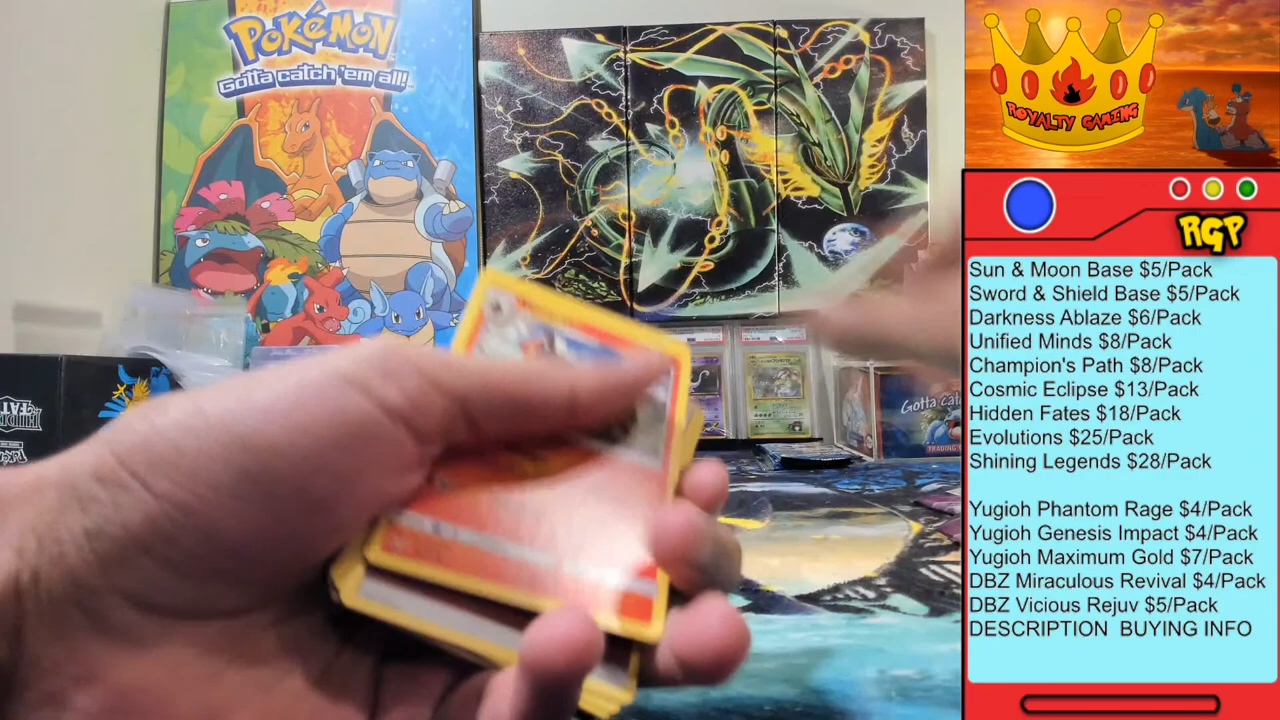 POKéMON
Gotta catch 'em all!
ROYALTY GAMING
RGP
Sun & Moon Base $5/Pack
Sword & Shield Base $5/Pack
Darkness Ablaze $6/Pack
Unified Minds $8/Pack
Champion's Path $8/Pack
Cosmic Eclipse $13/Pack
Hidden Fates $18/Pack
Evolutions $25/Pack
Shining Legends $28/Pack
Yugioh Phantom Rage $4/Pack
Yugioh Genesis Impact $4/Pack
Yugioh Maximum Gold $7/Pack
DBZ Miraculous Revival $4/Pack
DBZ Vicious Rejuv $5/Pack
DESCRIPTION BUYING INFO
Gotta cat